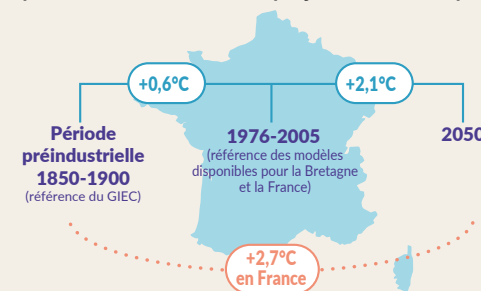 +0,6°C
+2,1°C
Période
préindustrielle
1850-1900
(référence du GIEC)
1976-2005
(référence des modèles
disponibles pour la Bretagne
et la France)
2050
+2,7°C
en France